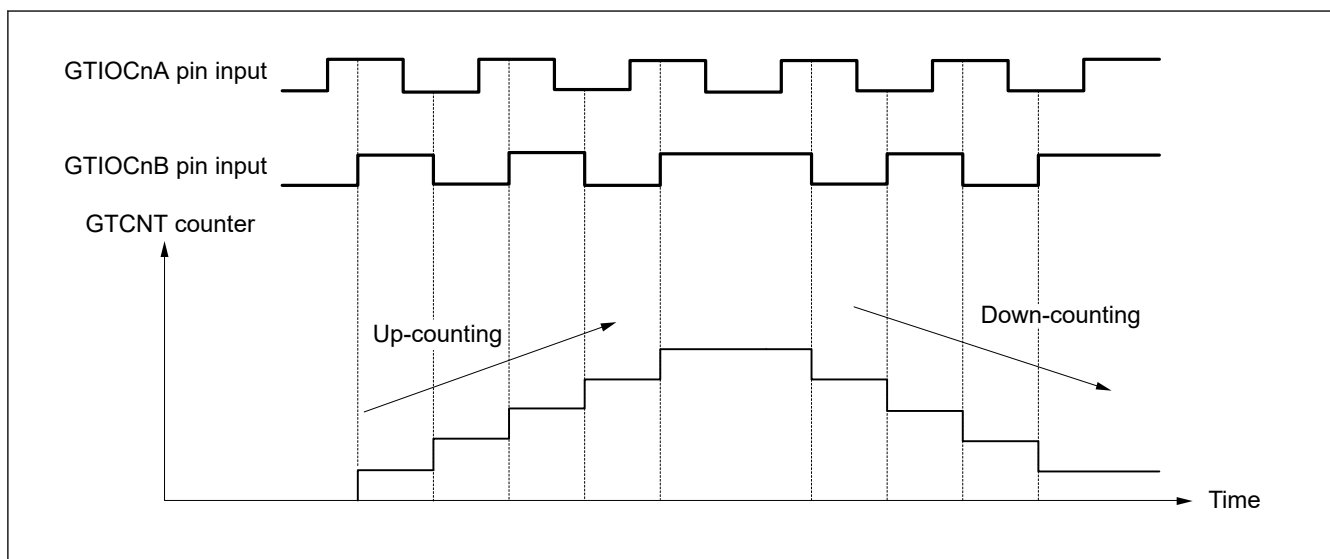 GTIOCnA pin input
GTIOCnB pin input
GTCNT counter
Up-counting
Down-counting
Time